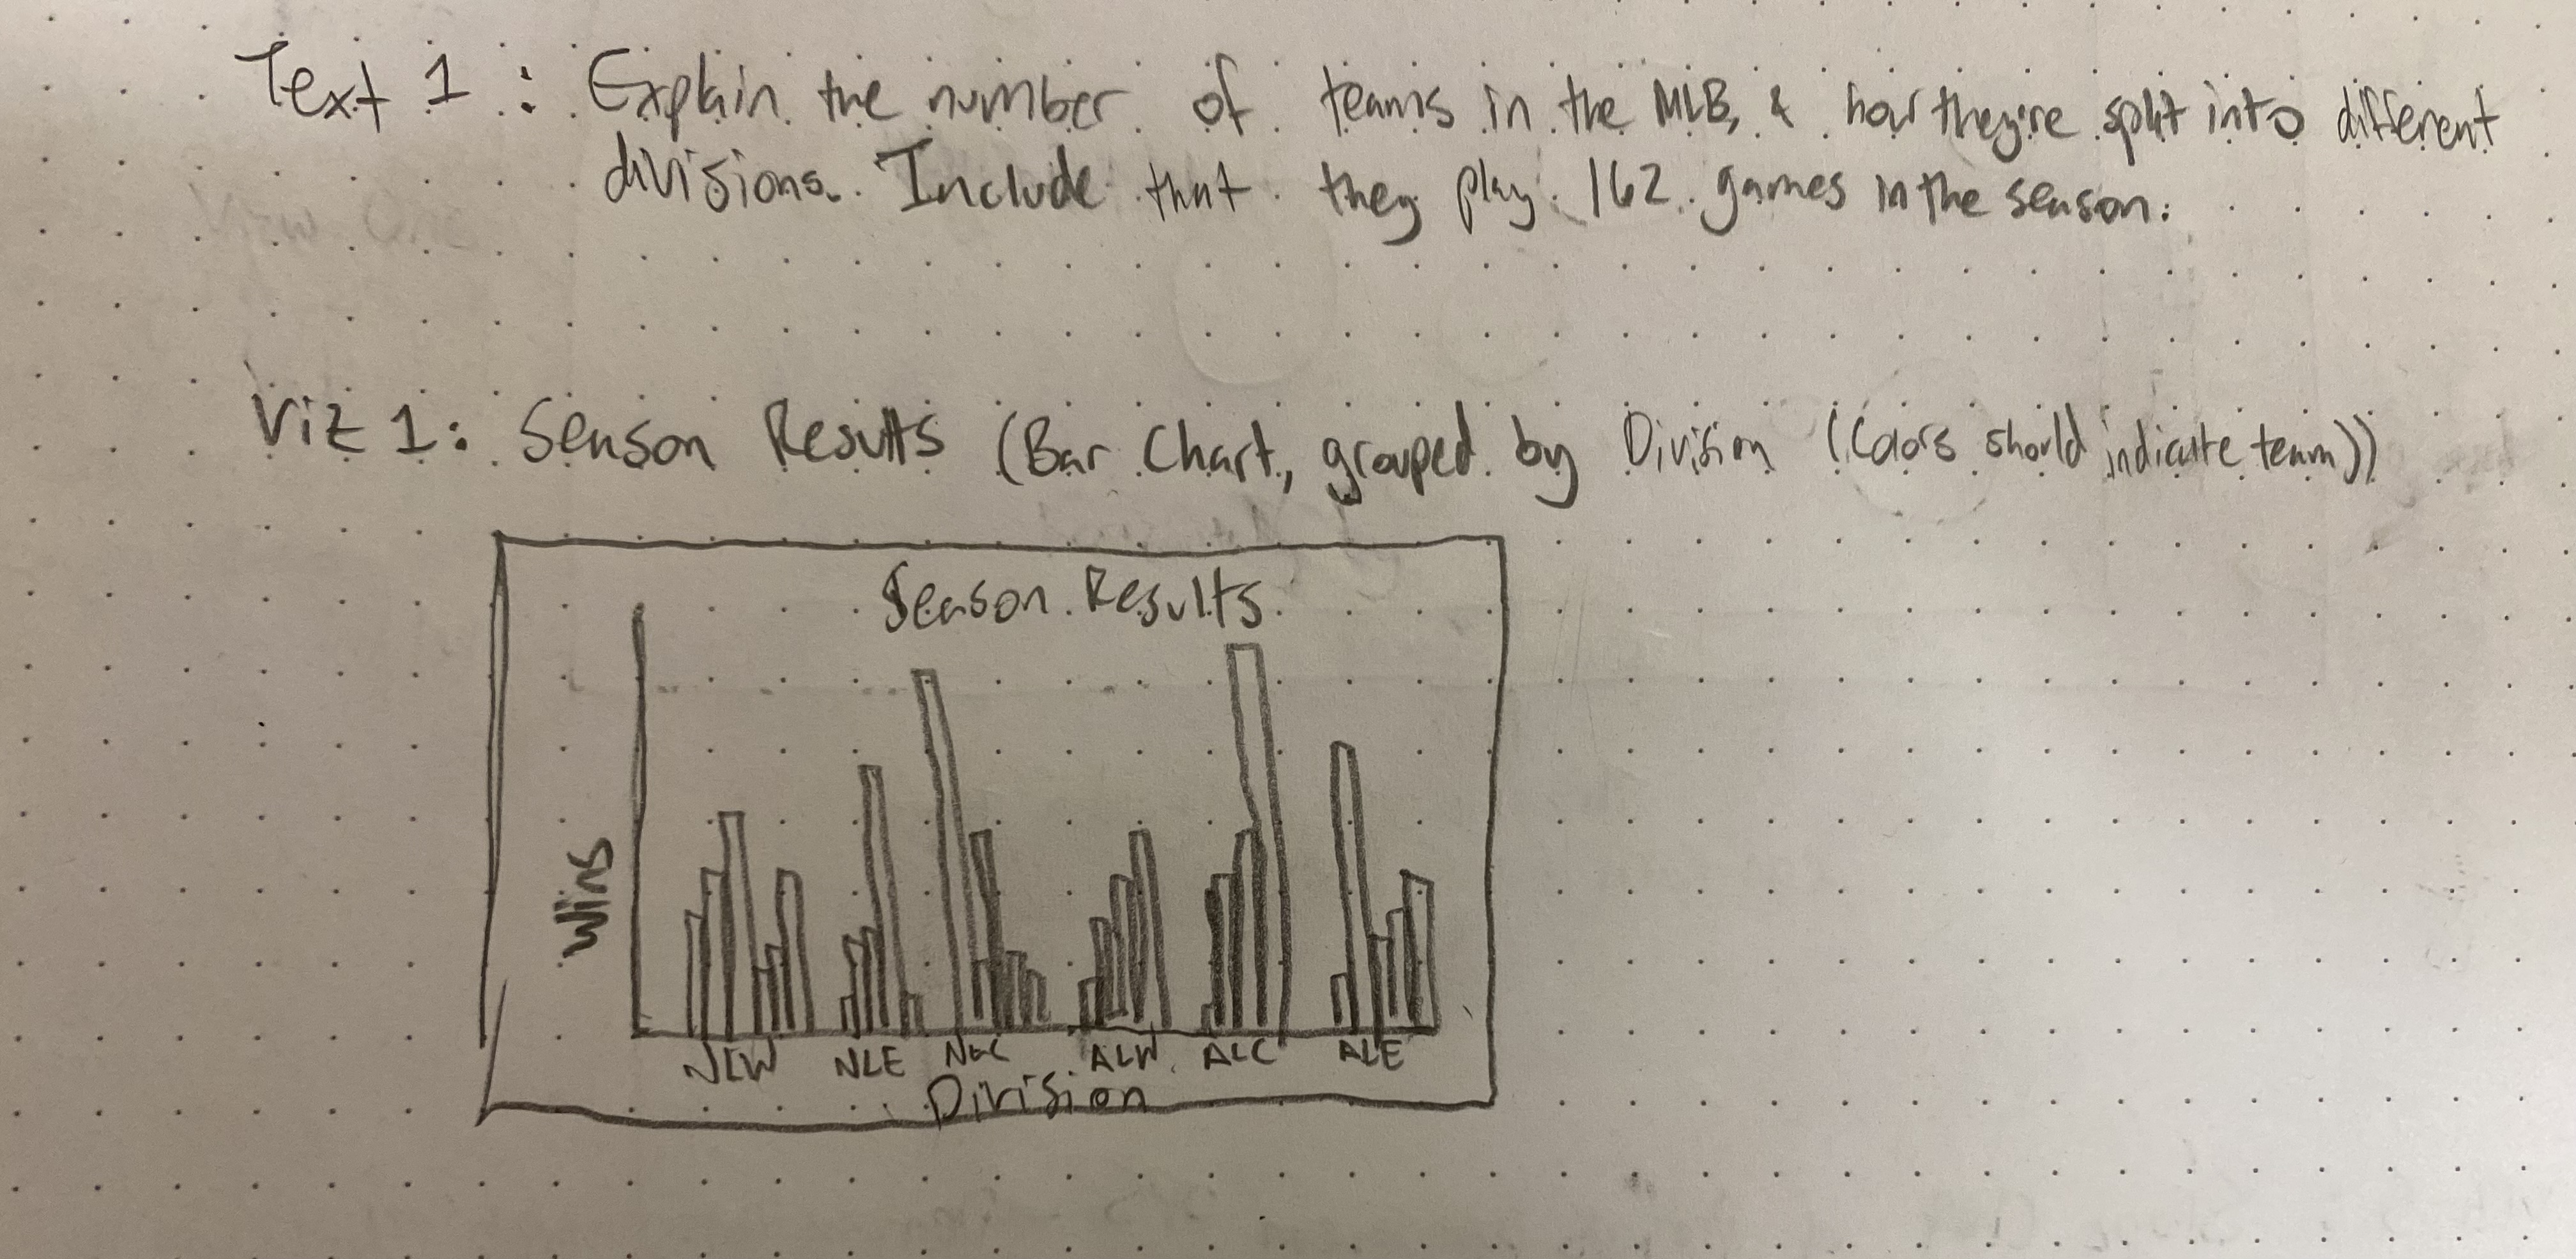 Text 1: Explain the number of teams in the MLB, & how they're split into different
divisions. Include that they play 162 games in the season.
Viz 1: Season Results (Bar Chart, grouped by Division (Colors should indicate team))
Season Results
Wins
NLW NLE NLC ALW ALC ALE
Division